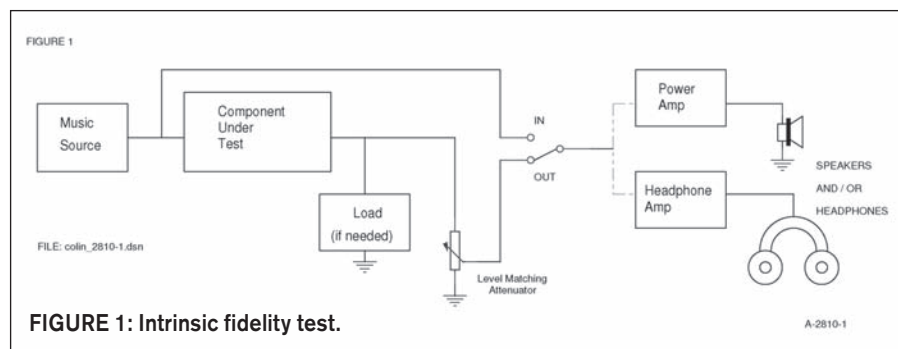 FIGURE 1
Music
Source
Component
Under
Test
Load
(if needed)
Level Matching
Attenuator
IN
OUT
Power
Amp
Headphone
Amp
SPEAKERS
AND / OR
HEADPHONES
FILE: colin_2810-1.dsn
A-2810-1
FIGURE 1: Intrinsic fidelity test.